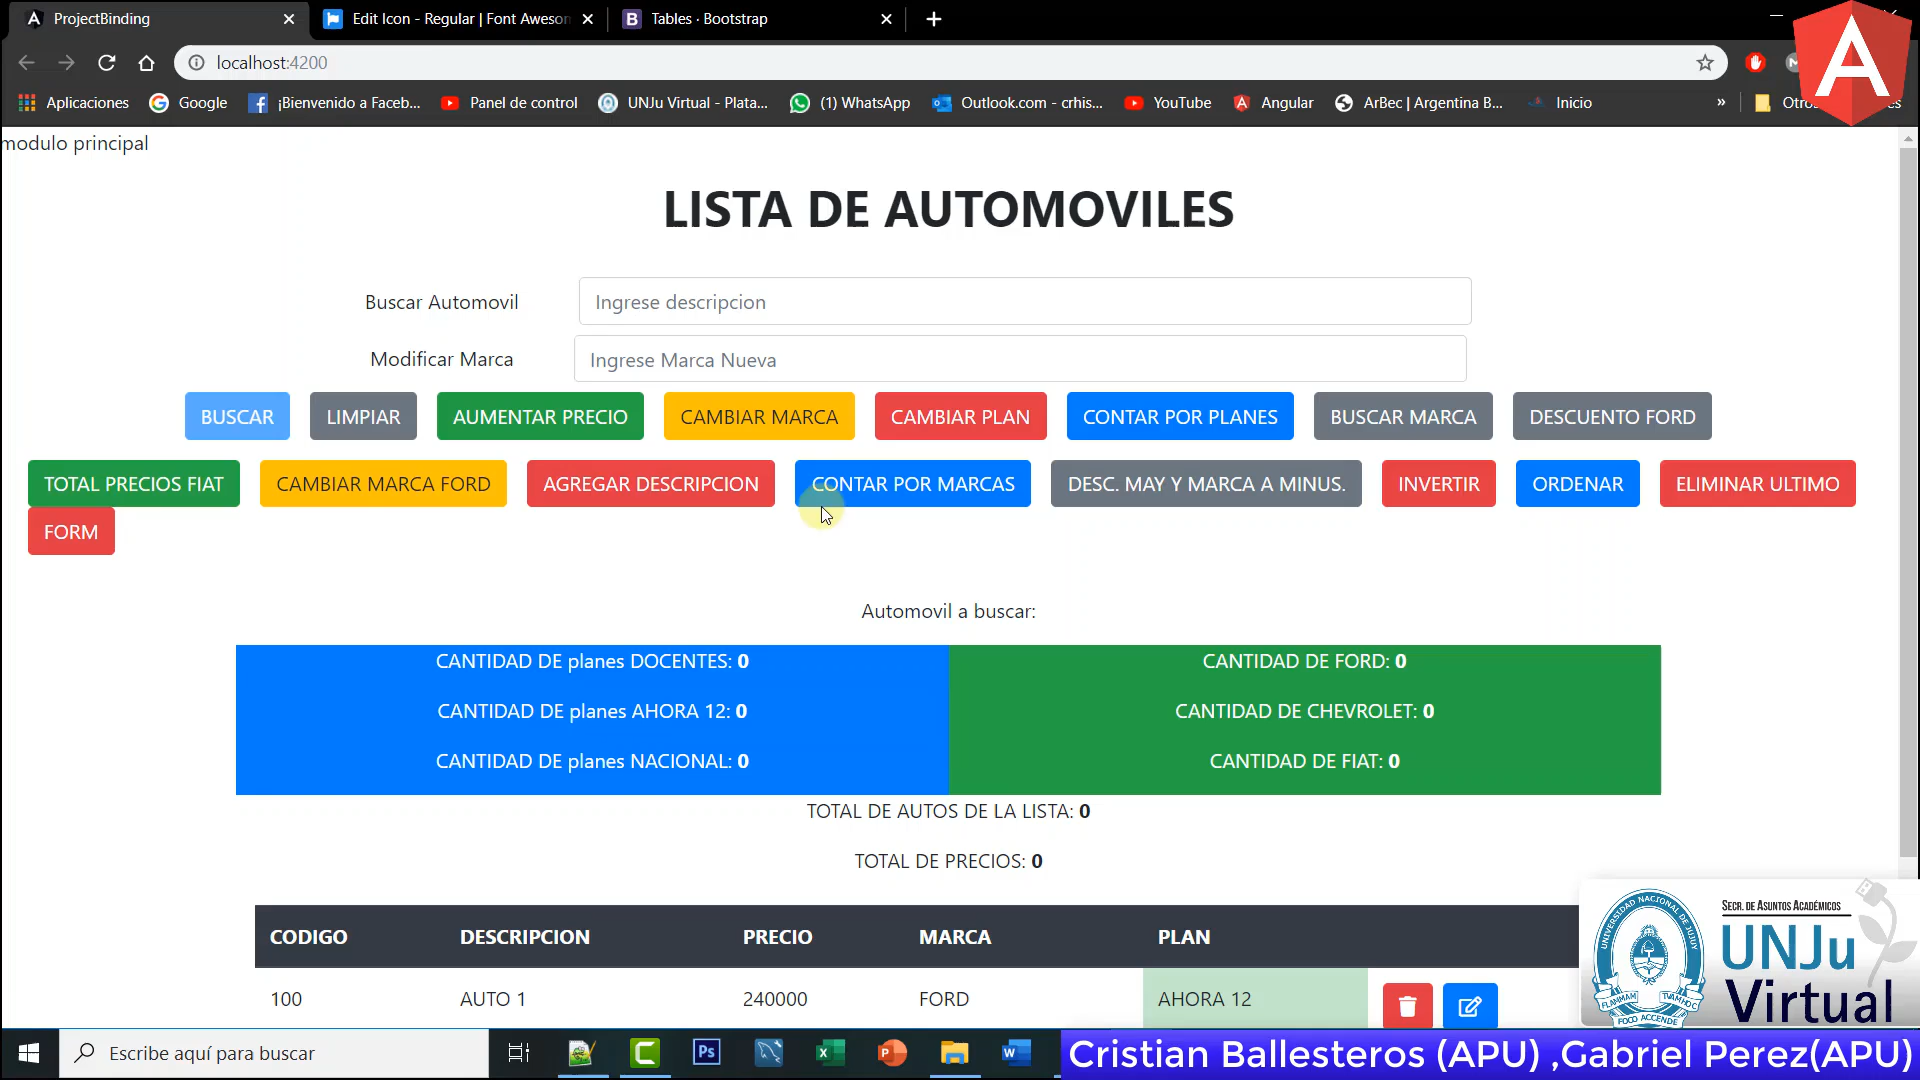 ProjectBinding
Edit Icon - Regular | Font Aweson
Tables · Bootstrap
localhost:4200
Aplicaciones
Google
¡Bienvenido a Faceb...
Panel de control
UNJu Virtual - Plata...
(1) WhatsApp
Outlook.com - crhis...
YouTube
Angular
ArBec | Argentina B...
Inicio
»
modulo principal
LISTA DE AUTOMOVILES
Buscar Automovil
Ingrese descripcion
Modificar Marca
Ingrese Marca Nueva
BUSCAR LIMPIAR AUMENTAR PRECIO CAMBIAR MARCA CAMBIAR PLAN CONTAR POR PLANES BUSCAR MARCA DESCUENTO FORD
TOTAL PRECIOS FIAT CAMBIAR MARCA FORD AGREGAR DESCRIPCION CONTAR POR MARCAS DESC. MAY Y MARCA A MINUS. INVERTIR ORDENAR ELIMINAR ULTIMO
FORM
Automovil a buscar:
CANTIDAD DE planes DOCENTES: 0
CANTIDAD DE FORD: 0
CANTIDAD DE planes AHORA 12: 0
CANTIDAD DE CHEVROLET: 0
CANTIDAD DE planes NACIONAL: 0
CANTIDAD DE FIAT: 0
TOTAL DE AUTOS DE LA LISTA: 0
TOTAL DE PRECIOS: 0
CODIGO DESCRIPCION PRECIO MARCA PLAN
100 AUTO 1 240000 FORD AHORA 12
SECR. DE ASUNTOS ACADÉMICOS
UNJu
Virtual
UNIVERSIDAD NACIONAL DE JUJUY
Escribe aquí para buscar
Cristian Ballesteros (APU) ,Gabriel Perez(APU)